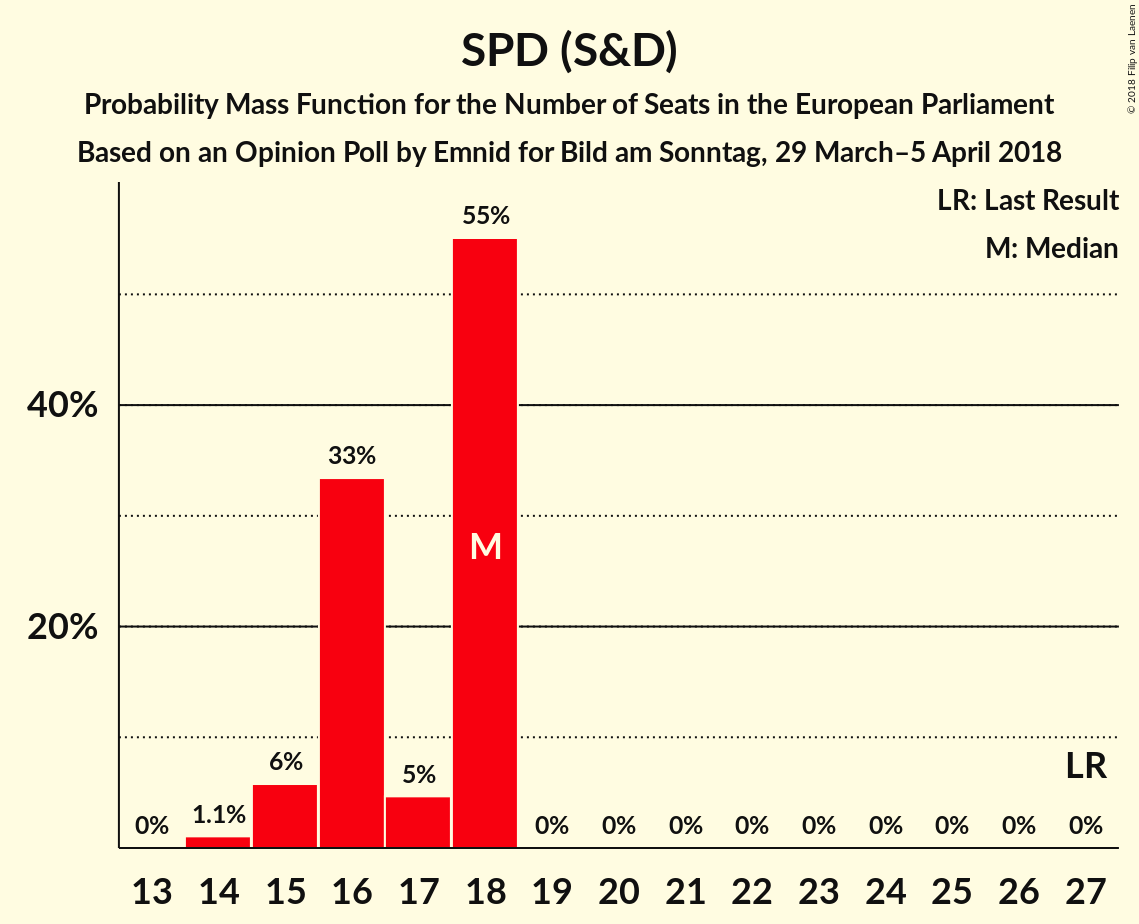 SPD (S&D)
Probability Mass Function for the Number of Seats in the European Parliament
Based on an Opinion Poll by Emnid for Bild am Sonntag, 29 March–5 April 2018
© 2018 Filip van Laenen
LR: Last Result
M: Median
55%
40%
33%
M
20%
6%
5%
LR
1.1%
0% 0% 0% 0% 0% 0% 0% 0% 0% 0%
13 14 15 16 17 18 19 20 21 22 23 24 25 26 27